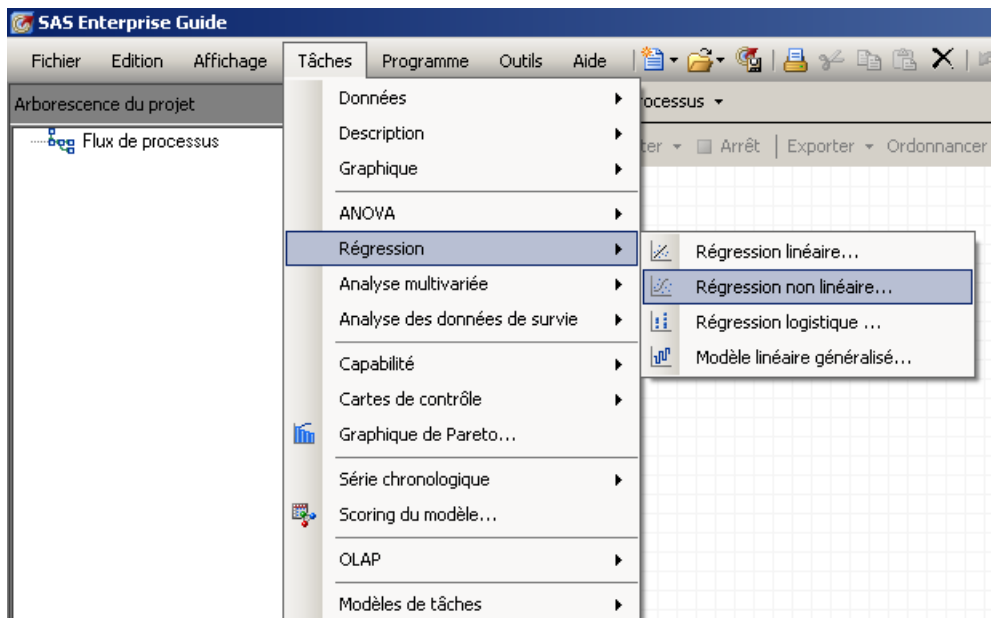 SAS Enterprise Guide
Fichier Edition Affichage Tâches Programme Outils Aide
Arborescence du projet
Flux de processus
ocessus
ter Arrêt Exporter Ordonnancer
Données
Description
Graphique
ANOVA
Régression
Analyse multivariée
Analyse des données de survie
Capabilité
Cartes de contrôle
Graphique de Pareto...
Série chronologique
Scoring du modèle...
OLAP
Modèles de tâches
Régression linéaire...
Régression non linéaire...
Régression logistique ...
Modèle linéaire généralisé...